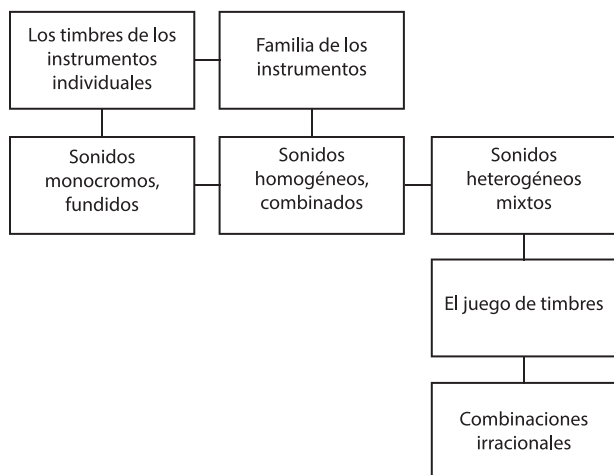 Los timbres de los
instrumentos
individuales
Familia de los
instrumentos
Sonidos
monocromos,
fundidos
Sonidos
homogéneos,
combinados
Sonidos
heterogéneos
mixtos
El juego de timbres
Combinaciones
irracionales